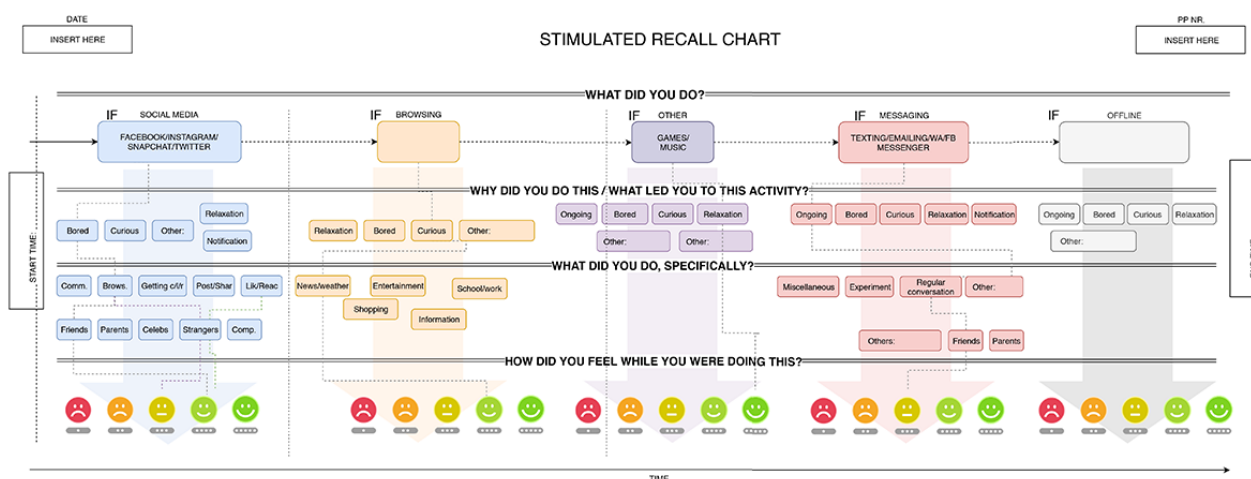 DATE
INSERT HERE
STIMULATED RECALL CHART
PP NR.
INSERT HERE
WHAT DID YOU DO?
IF SOCIAL MEDIA
IF BROWSING
IF OTHER
IF MESSAGING
IF OFFLINE
FACEBOOK/INSTAGRAM/
SNAPCHAT/TWITTER
GAMES/
MUSIC
TEXTING/EMAILING/WA/FB
MESSENGER
START TIME:
WHY DID YOU DO THIS / WHAT LED YOU TO THIS ACTIVITY?
Relaxation
Bored Curious Other:
Notification
Relaxation Bored Curious Other:
Ongoing Bored Curious Relaxation
Other: Other:
Ongoing Bored Curious Relaxation Notification
Ongoing Bored Curious Relaxation
Other:
WHAT DID YOU DO, SPECIFICALLY?
Comm. Brows. Getting c/i/r Post/Shar Lik/Reac
Friends Parents Celebs Strangers Comp.
News/weather Entertainment School/work
Shopping Information
Miscellaneous Experiment Regular
conversation Other:
Others: Friends Parents
HOW DID YOU FEEL WHILE YOU WERE DOING THIS?
TIME